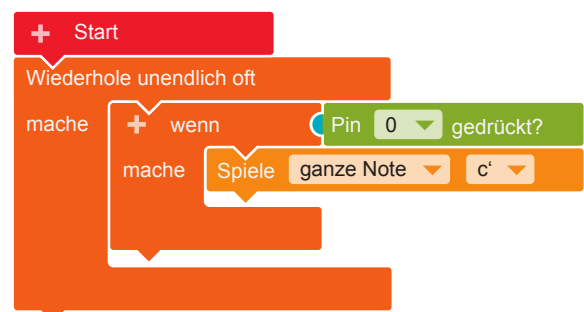 + Start
Wiederhole unendlich oft
mache + wenn Pin 0 gedrückt?
mache Spiele ganze Note c‘